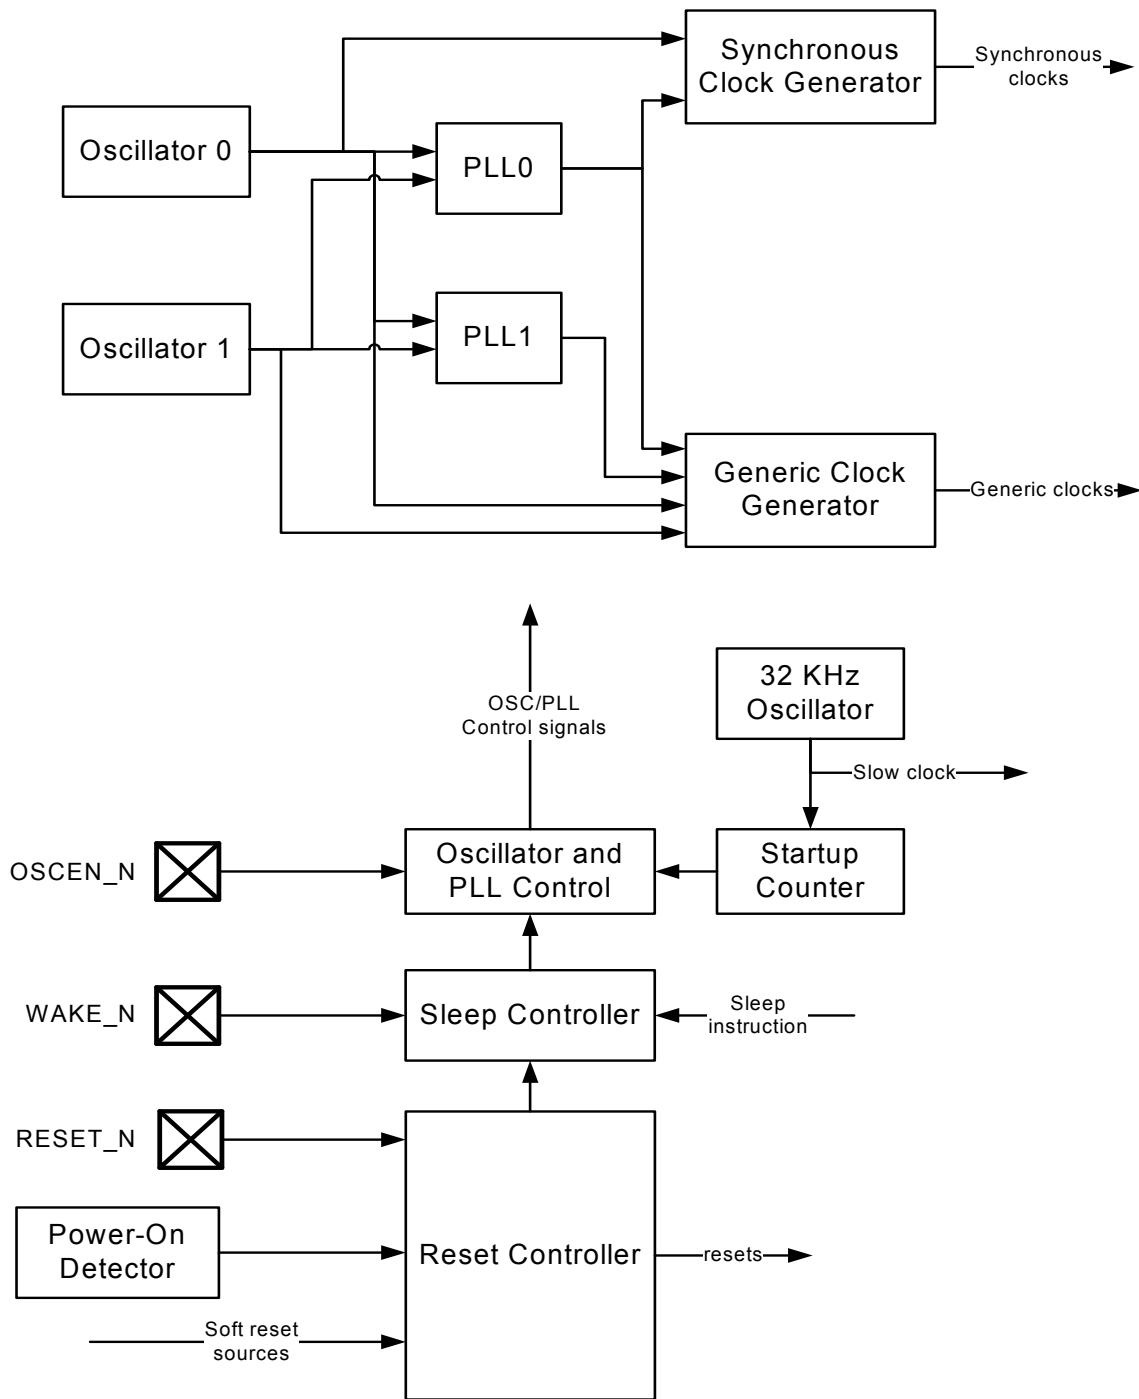 Synchronous
Clock Generator
Synchronous
clocks
Oscillator 0
PLL0
Oscillator 1
PLL1
Generic Clock
Generator
Generic clocks
OSC/PLL
Control signals
32 KHz
Oscillator
Slow clock
OSCEN_N
Oscillator and
PLL Control
Startup
Counter
WAKE_N
Sleep Controller
Sleep
instruction
RESET_N
Power-On
Detector
Reset Controller
resets
Soft reset
sources